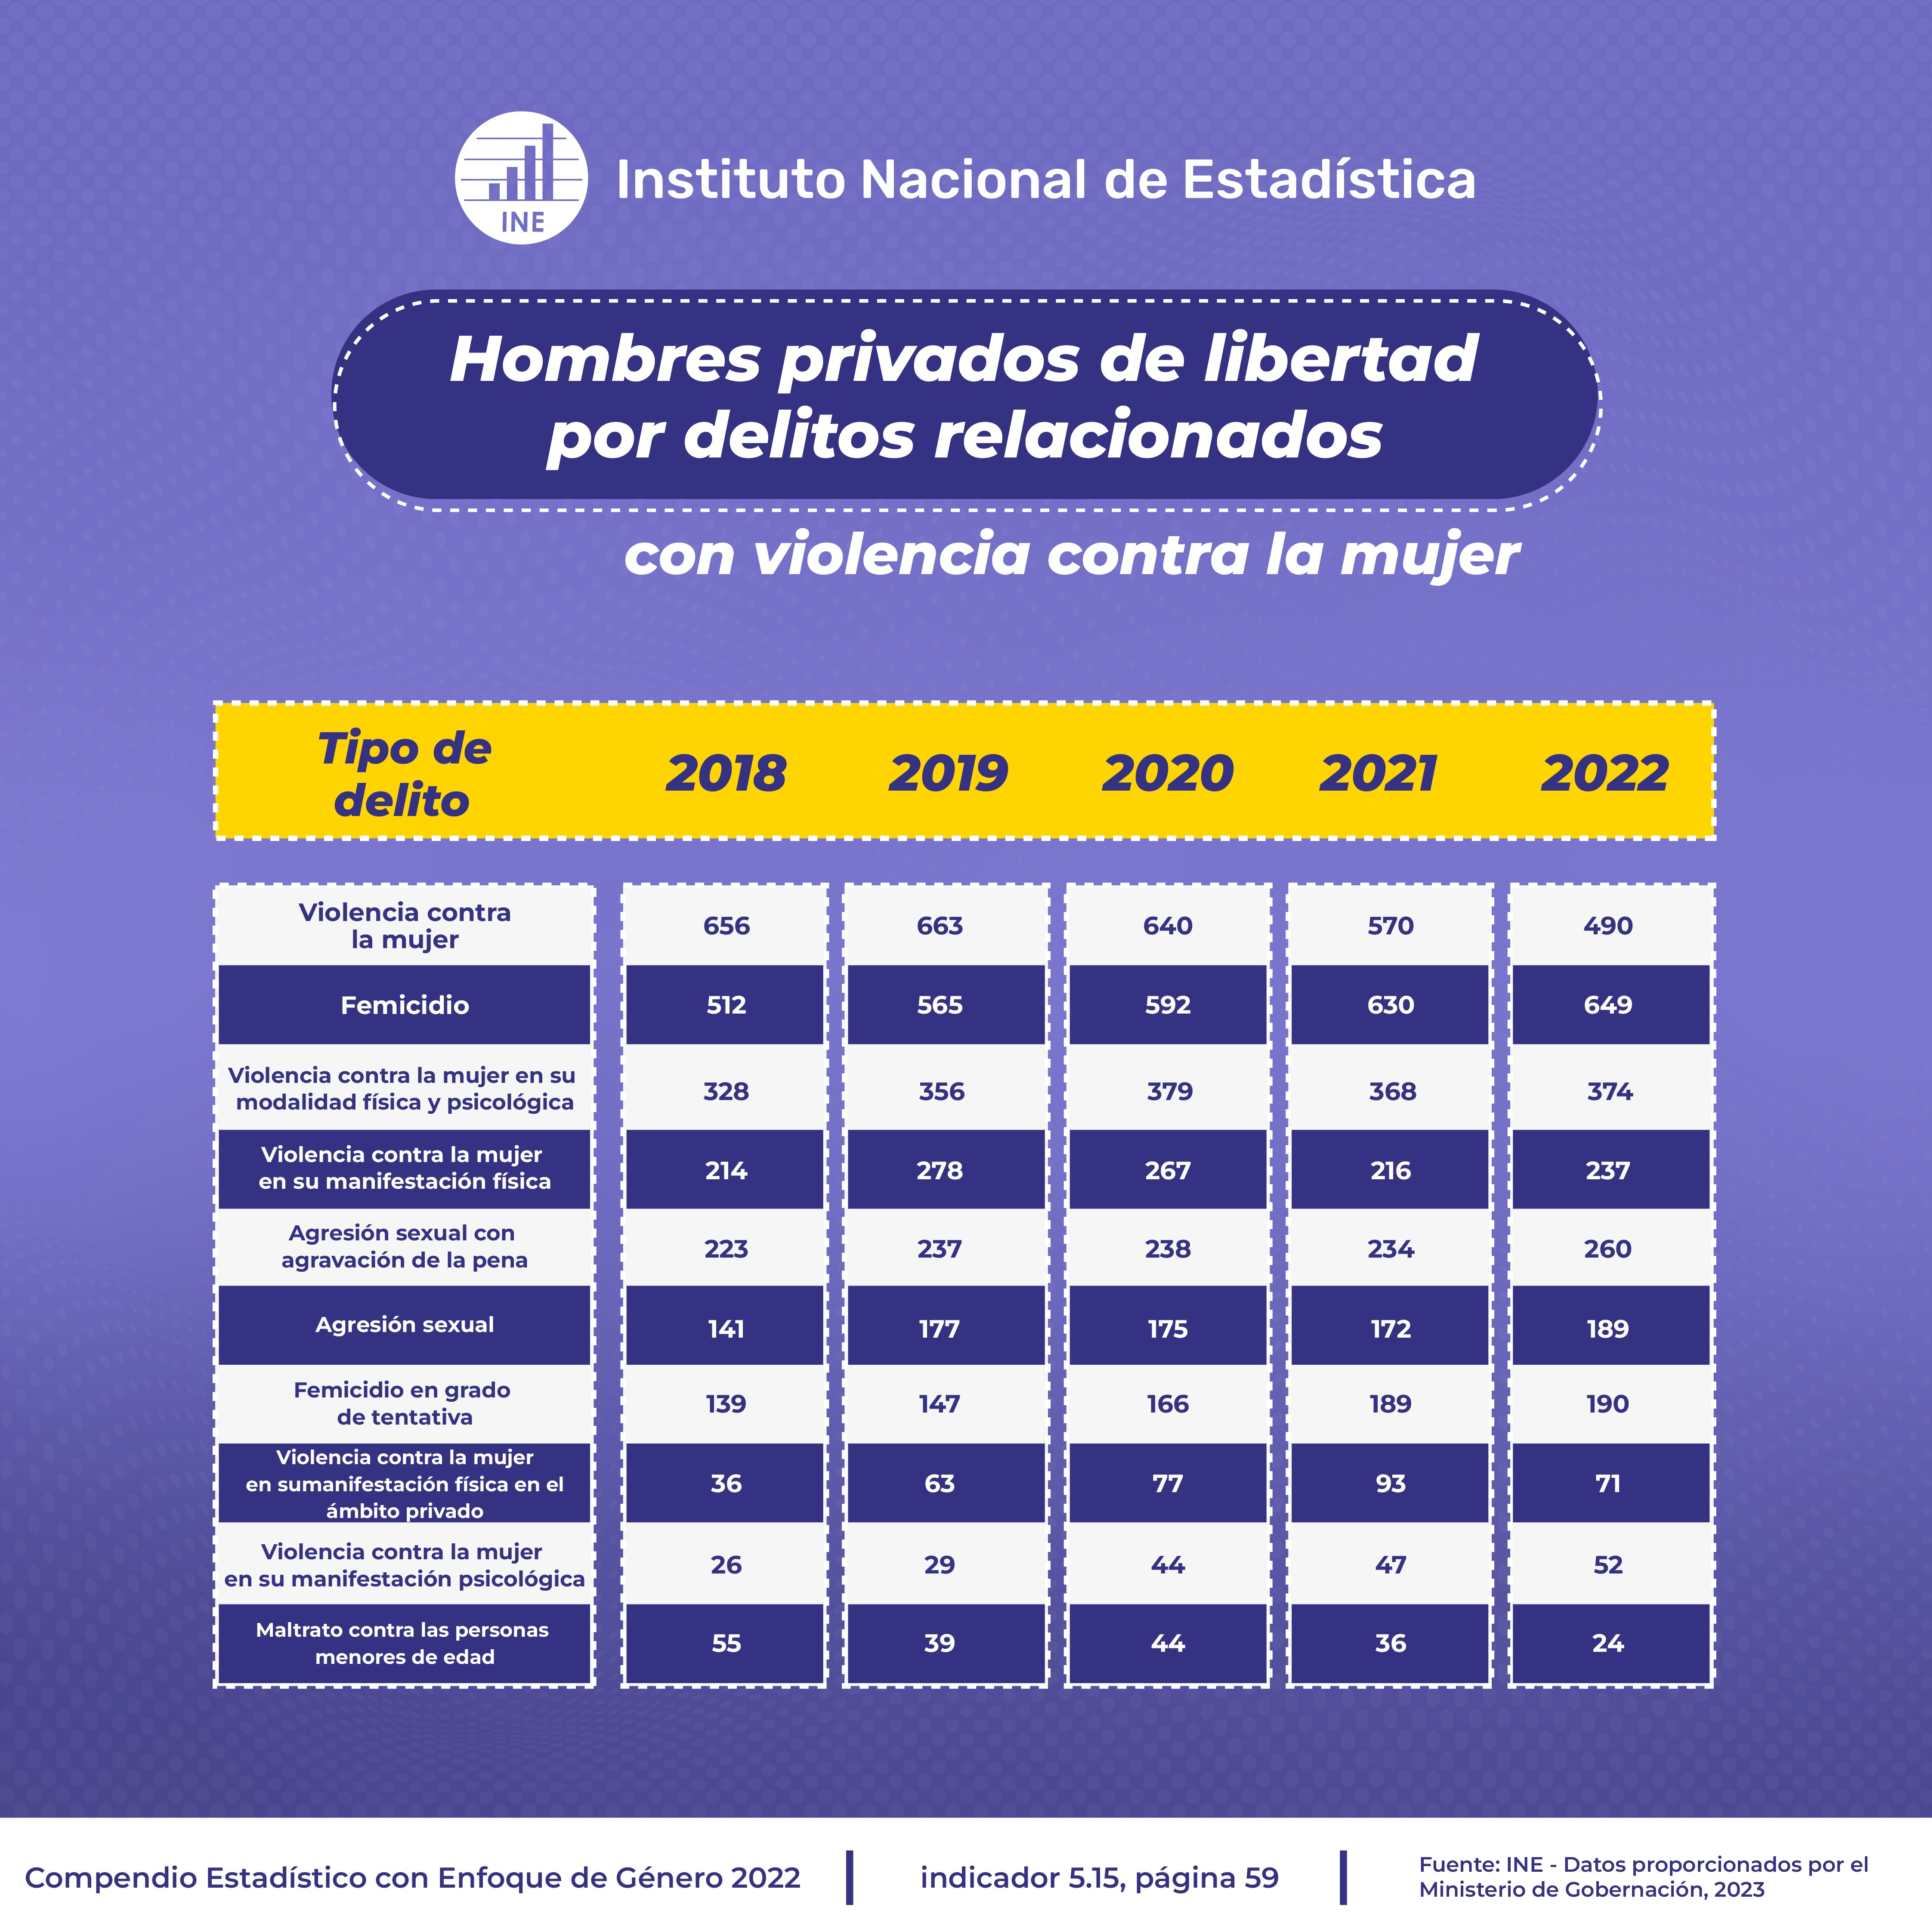 INE
Instituto Nacional de Estadística
Hombres privados de libertad
por delitos relacionados
con violencia contra la mujer
Tipo de
delito
2018 2019 2020 2021 2022
Violencia contra
la mujer
656 663 640 570 490
Femicidio 512 565 592 630 649
Violencia contra la mujer en su
modalidad física y psicológica
328 356 379 368 374
Violencia contra la mujer
en su manifestación física
214 278 267 216 237
Agresión sexual con
agravación de la pena
223 237 238 234 260
Agresión sexual 141 177 175 172 189
Femicidio en grado
de tentativa
139 147 166 189 190
Violencia contra la mujer
en sumanifestación física en el
ámbito privado
36 63 77 93 71
Violencia contra la mujer
en su manifestación psicológica
26 29 44 47 52
Maltrato contra las personas
menores de edad
55 39 44 36 24
Compendio Estadístico con Enfoque de Género 2022
indicador 5.15, página 59
Fuente: INE - Datos proporcionados por el
Ministerio de Gobernación, 2023